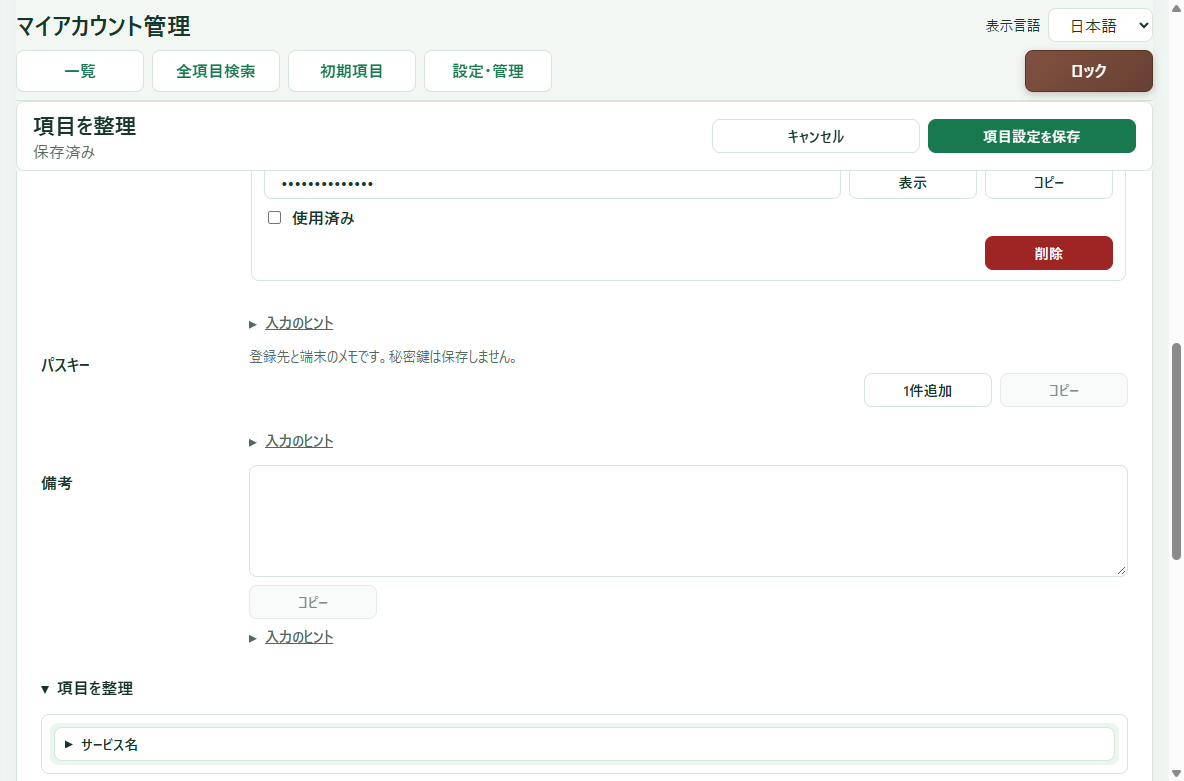 マイアカウント管理
表示言語 日本語
一覧 全項目検索 初期項目 設定・管理 ロック
項目を整理
保存済み
キャンセル 項目設定を保存
•••••••••••••• 表示 コピー
使用済み
削除
▶ 入力のヒント
パスキー
登録先と端末のメモです。秘密鍵は保存しません。
1件追加 コピー
▶ 入力のヒント
備考
コピー
▶ 入力のヒント
▼ 項目を整理
▶ サービス名